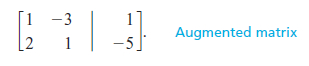 [1 -3 | 1] Augmented matrix
[2 1 | -5].